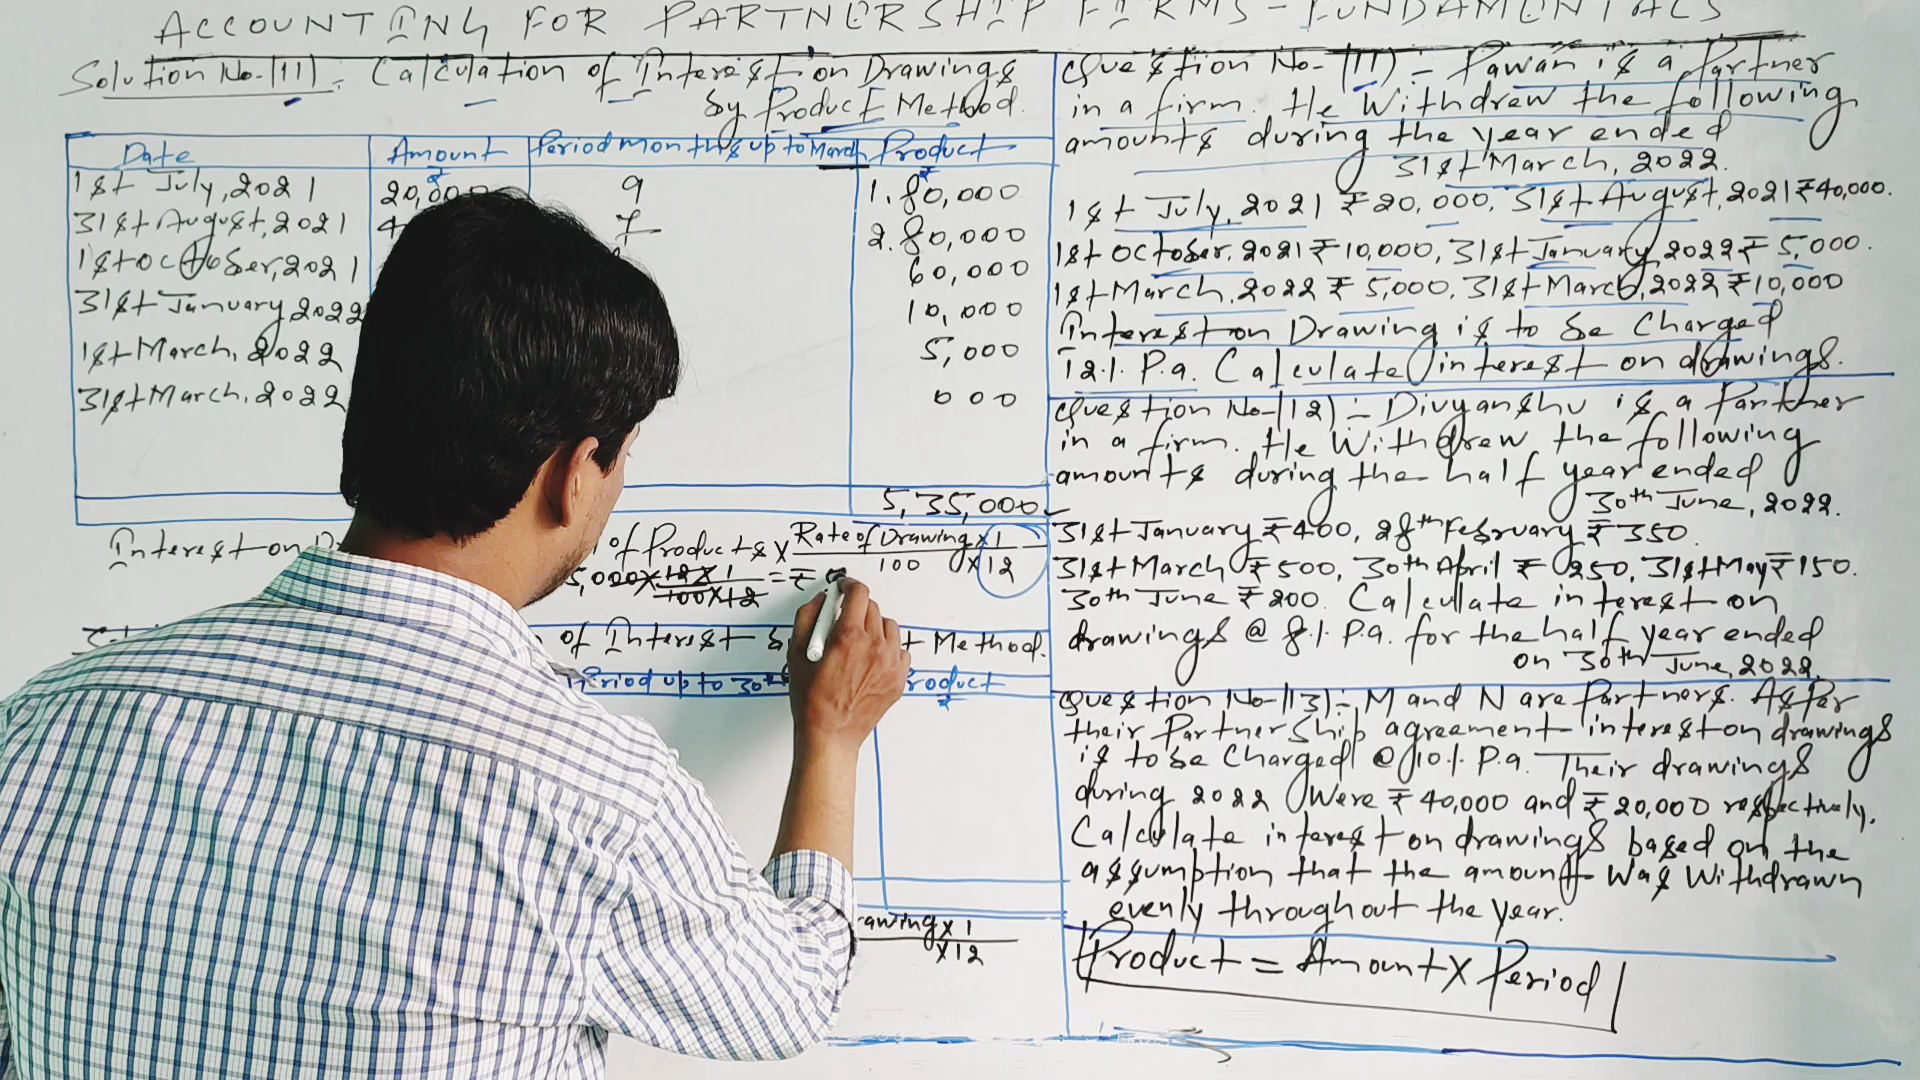 ACCOUNTING FOR PARTNERSHIP FIRMS - FUNDAMENTALS
Solution No-(11) : Calculation of Interest on Drawings
by Product Method.
Date Amount Period months up to March Product
₹ ₹
1st July, 2021 20,000 9 1,80,000
31st August, 2021 4 7 2,80,000
1st October, 2021 60,000
31st January 2022 10,000
1st March, 2022 5,000
31st March, 2022 000
5,35,000
Interest on of Products X Rate of Drawing X 1
100 X 12
5,000 X 12 X 1 = ₹ 5
100 X 12
of Interest Method.
Period up to 30th Product
₹
rawing X 1
X 12
Question No-(11) :- Pawan is a Partner
in a firm. He Withdrew the following
amounts during the year ended
31st March, 2022.
1st July, 2021 ₹20,000, 31st August, 2021 ₹40,000.
1st October, 2021 ₹10,000, 31st January, 2022 ₹ 5,000.
1st March, 2022 ₹ 5,000, 31st March, 2022 ₹10,000
Interest on Drawing is to be Charged
12% P.a. Calculate interest on drawings.
Question No-(12) :- Divyanshu is a Partner
in a firm. He Withdrew the following
amounts during the half year ended
30th June, 2022.
31st January ₹400, 28th February ₹350.
31st March ₹500, 30th April ₹ 250, 31st May ₹150.
30th June ₹200. Calculate interest on
drawings @ 8% P.a. for the half year ended
on 30th June, 2022.
Question No-(13) :- M and N are Partners. As Per
their Partnership agreement interest on drawings
is to be Charged @ 10% P.a. Their drawings
during 2022 Were ₹40,000 and ₹20,000 respectively.
Calculate interest on drawings based on the
assumption that the amount Was Withdrawn
evenly throughout the year.
Product = Amount X Period